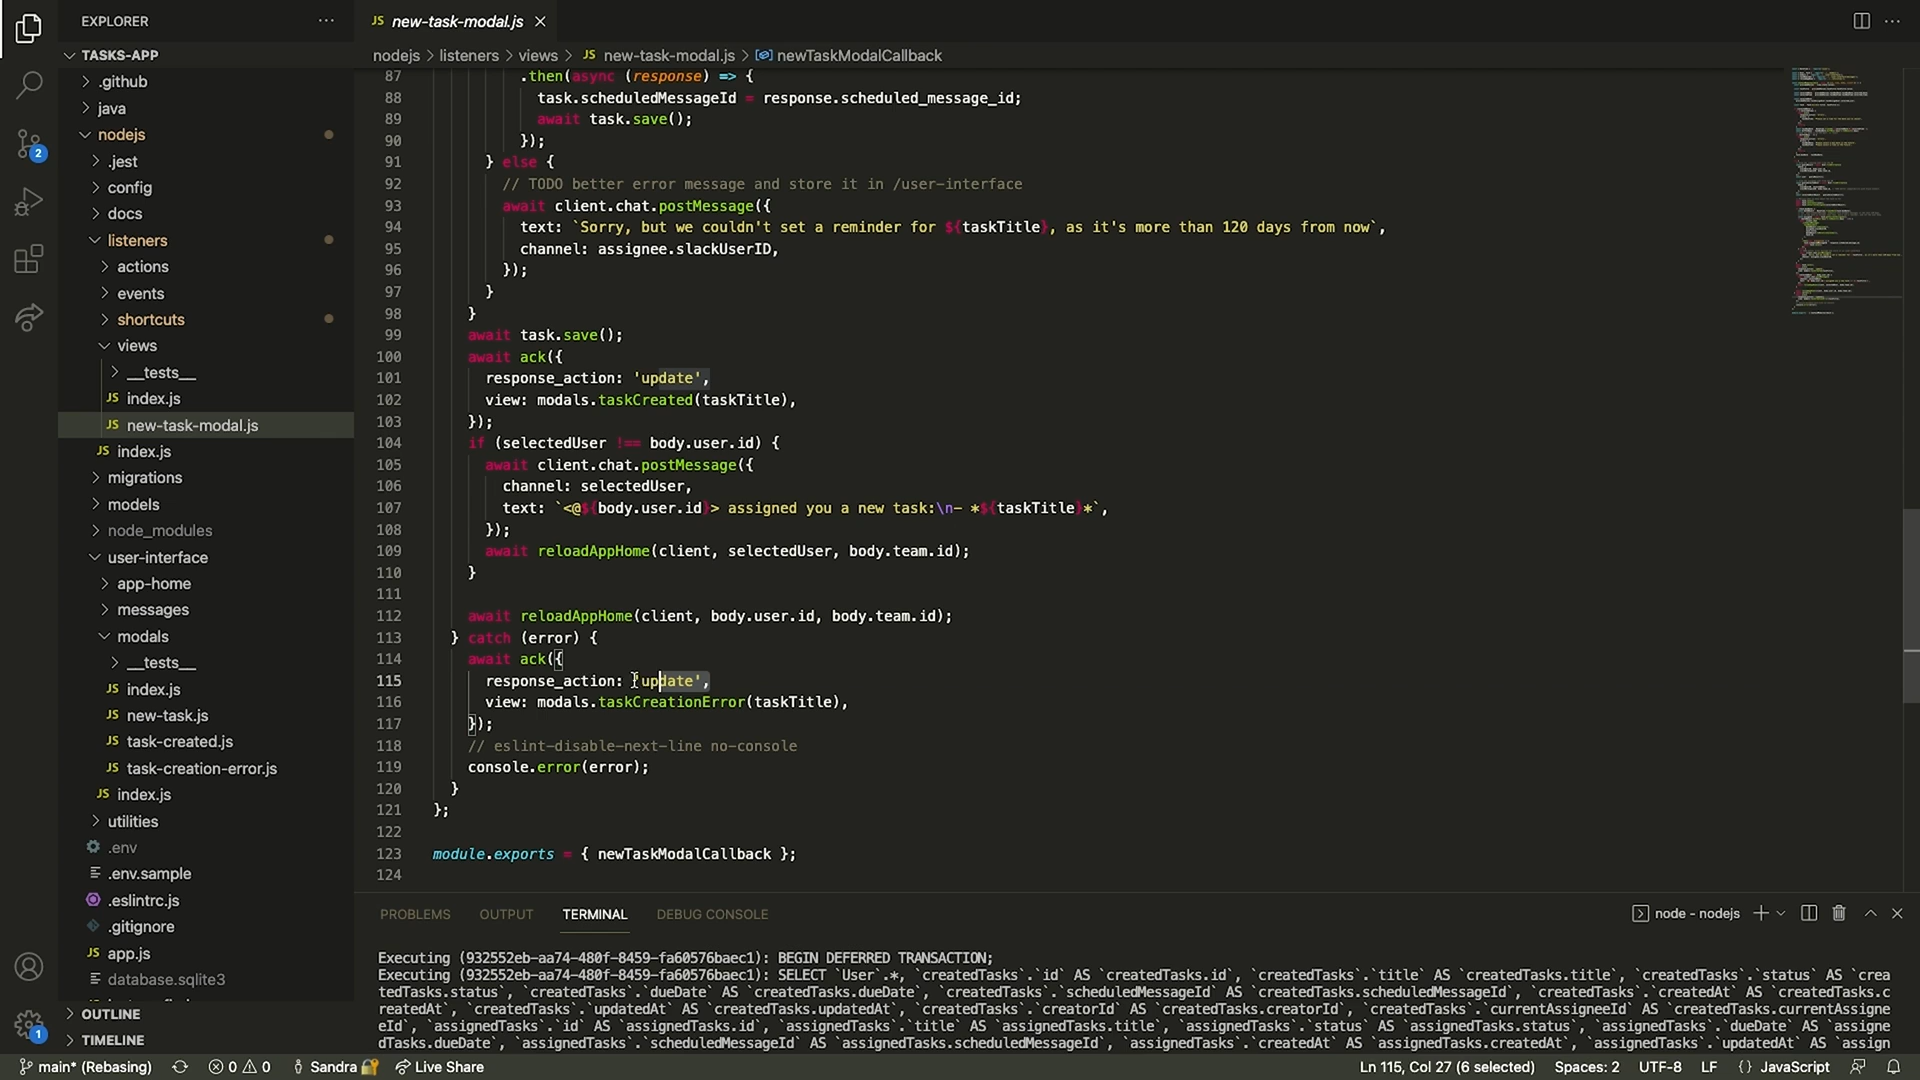 EXPLORER
TASKS-APP
.github
java
nodejs
.jest
config
docs
listeners
actions
events
shortcuts
views
__tests__
JS index.js
JS new-task-modal.js
JS index.js
migrations
models
node_modules
user-interface
app-home
messages
modals
__tests__
JS index.js
JS new-task.js
JS task-created.js
JS task-creation-error.js
JS index.js
utilities
.env
.env.sample
.eslintrc.js
.gitignore
JS app.js
database.sqlite3
OUTLINE
TIMELINE
2
1
JS new-task-modal.js
nodejs > listeners > views > JS new-task-modal.js > newTaskModalCallback
87 .then(async (response) => {
88 task.scheduledMessageId = response.scheduled_message_id;
89 await task.save();
90 });
91 } else {
92 // TODO better error message and store it in /user-interface
93 await client.chat.postMessage({
94 text: `Sorry, but we couldn't set a reminder for ${taskTitle}, as it's more than 120 days from now`,
95 channel: assignee.slackUserID,
96 });
97 }
98 }
99 await task.save();
100 await ack({
101 response_action: 'update',
102 view: modals.taskCreated(taskTitle),
103 });
104 if (selectedUser !== body.user.id) {
105 await client.chat.postMessage({
106 channel: selectedUser,
107 text: `<@${body.user.id}> assigned you a new task:\n- *${taskTitle}*`,
108 });
109 await reloadAppHome(client, selectedUser, body.team.id);
110 }
111
112 await reloadAppHome(client, body.user.id, body.team.id);
113 } catch (error) {
114 await ack({
115 response_action: 'update',
116 view: modals.taskCreationError(taskTitle),
117 });
118 // eslint-disable-next-line no-console
119 console.error(error);
120 }
121 };
122
123 module.exports = { newTaskModalCallback };
124
PROBLEMS OUTPUT TERMINAL DEBUG CONSOLE
node - nodejs
Executing (932552eb-aa74-480f-8459-fa60576baec1): BEGIN DEFERRED TRANSACTION;
Executing (932552eb-aa74-480f-8459-fa60576baec1): SELECT `User`.*, `createdTasks`.`id` AS `createdTasks.id`, `createdTasks`.`title` AS `createdTasks.title`, `createdTasks`.`status` AS `crea
tedTasks.status`, `createdTasks`.`dueDate` AS `createdTasks.dueDate`, `createdTasks`.`scheduledMessageId` AS `createdTasks.scheduledMessageId`, `createdTasks`.`createdAt` AS `createdTasks.c
reatedAt`, `createdTasks`.`updatedAt` AS `createdTasks.updatedAt`, `createdTasks`.`creatorId` AS `createdTasks.creatorId`, `createdTasks`.`currentAssigneeId` AS `createdTasks.currentAssigne
eId`, `assignedTasks`.`id` AS `assignedTasks.id`, `assignedTasks`.`title` AS `assignedTasks.title`, `assignedTasks`.`status` AS `assignedTasks.status`, `assignedTasks`.`dueDate` AS `assigne
dTasks.dueDate`, `assignedTasks`.`scheduledMessageId` AS `assignedTasks.scheduledMessageId`, `assignedTasks`.`createdAt` AS `assignedTasks.createdAt`, `assignedTasks`.`updatedAt` AS `assign
main* (Rebasing) 0 0 Sandra Live Share Ln 115, Col 27 (6 selected) Spaces: 2 UTF-8 LF {} JavaScript